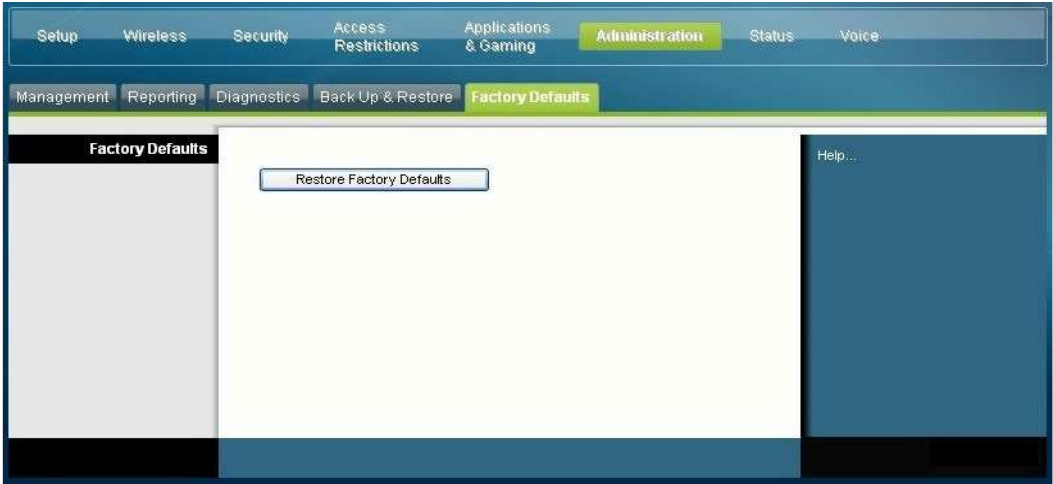 Setup Wireless Security Access Restrictions Applications & Gaming Administration Status Voice
Management Reporting Diagnostics Back Up & Restore Factory Defaults
Factory Defaults
Restore Factory Defaults
Help...